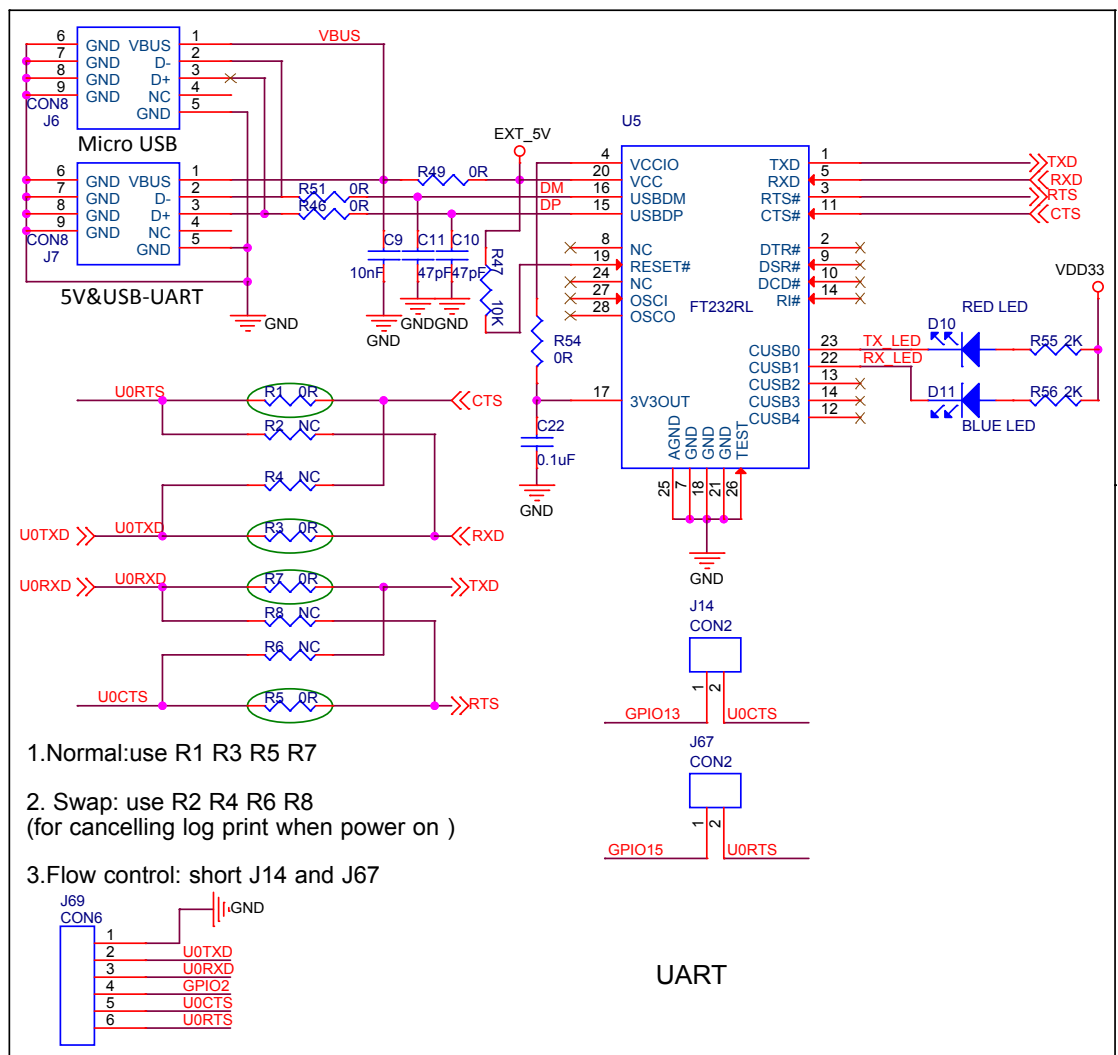 VBUS
6 GND VBUS 1
7 GND D- 2
8 GND D+ 3
9 GND NC 4
GND 5
CON8
J6
Micro USB
6 GND VBUS 1
7 GND D- 2
8 GND D+ 3
9 GND NC 4
GND 5
CON8
J7
5V&USB-UART
GND
EXT_5V
R49 0R
R51 0R
R46 0R
DM
DP
C9
10nF
C11
47pF
C10
47pF
GND
GND
GND
R47
10K
R54
0R
C22
0.1uF
GND
U5
4 VCCIO TXD 1 TXD
20 VCC RXD 5 RXD
16 USBDM RTS# 3 RTS
15 USBDP CTS# 11 CTS
8 NC DTR# 2
19 RESET# DSR# 9
24 NC DCD# 10
27 OSCI RI# 14
28 OSCO FT232RL
CUSB0 23 TX_LED
CUSB1 22 RX_LED
CUSB2 13
17 3V3OUT CUSB3 14
CUSB4 12
AGND GND GND GND TEST
25 7 18 21 26
GND
VDD33
RED LED
D10 R55 2K
D11 R56 2K
BLUE LED
U0RTS R1 0R CTS
R2 NC
R4 NC
U0TXD U0TXD R3 0R RXD
U0RXD U0RXD R7 0R TXD
R8 NC
R6 NC
U0CTS R5 0R RTS
J14
CON2
1 2
GPIO13 U0CTS
J67
CON2
1 2
GPIO15 U0RTS
1.Normal:use R1 R3 R5 R7
2. Swap: use R2 R4 R6 R8
(for cancelling log print when power on )
3.Flow control: short J14 and J67
J69
CON6
GND
1
2 U0TXD
3 U0RXD
4 GPIO2
5 U0CTS
6 U0RTS
UART